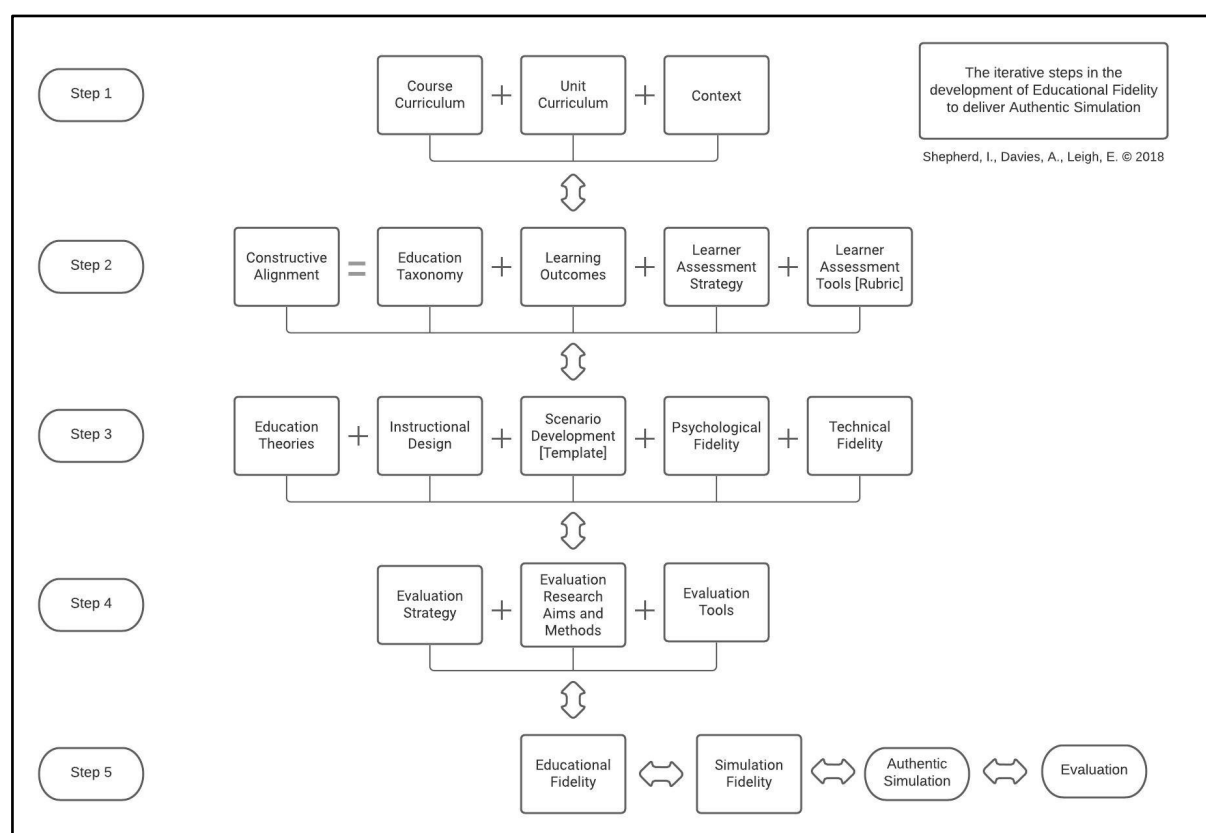 Step 1
Course
Curriculum
+
Unit
Curriculum
+
Context
The iterative steps in the
development of Educational Fidelity
to deliver Authentic Simulation
Shepherd, I., Davies, A., Leigh, E. © 2018
Step 2
Constructive
Alignment
=
Education
Taxonomy
+
Learning
Outcomes
+
Learner
Assessment
Strategy
+
Learner
Assessment
Tools [Rubric]
Step 3
Education
Theories
+
Instructional
Design
+
Scenario
Development
[Template]
+
Psychological
Fidelity
+
Technical
Fidelity
Step 4
Evaluation
Strategy
+
Evaluation
Research
Aims and
Methods
+
Evaluation
Tools
Step 5
Educational
Fidelity
Simulation
Fidelity
Authentic
Simulation
Evaluation